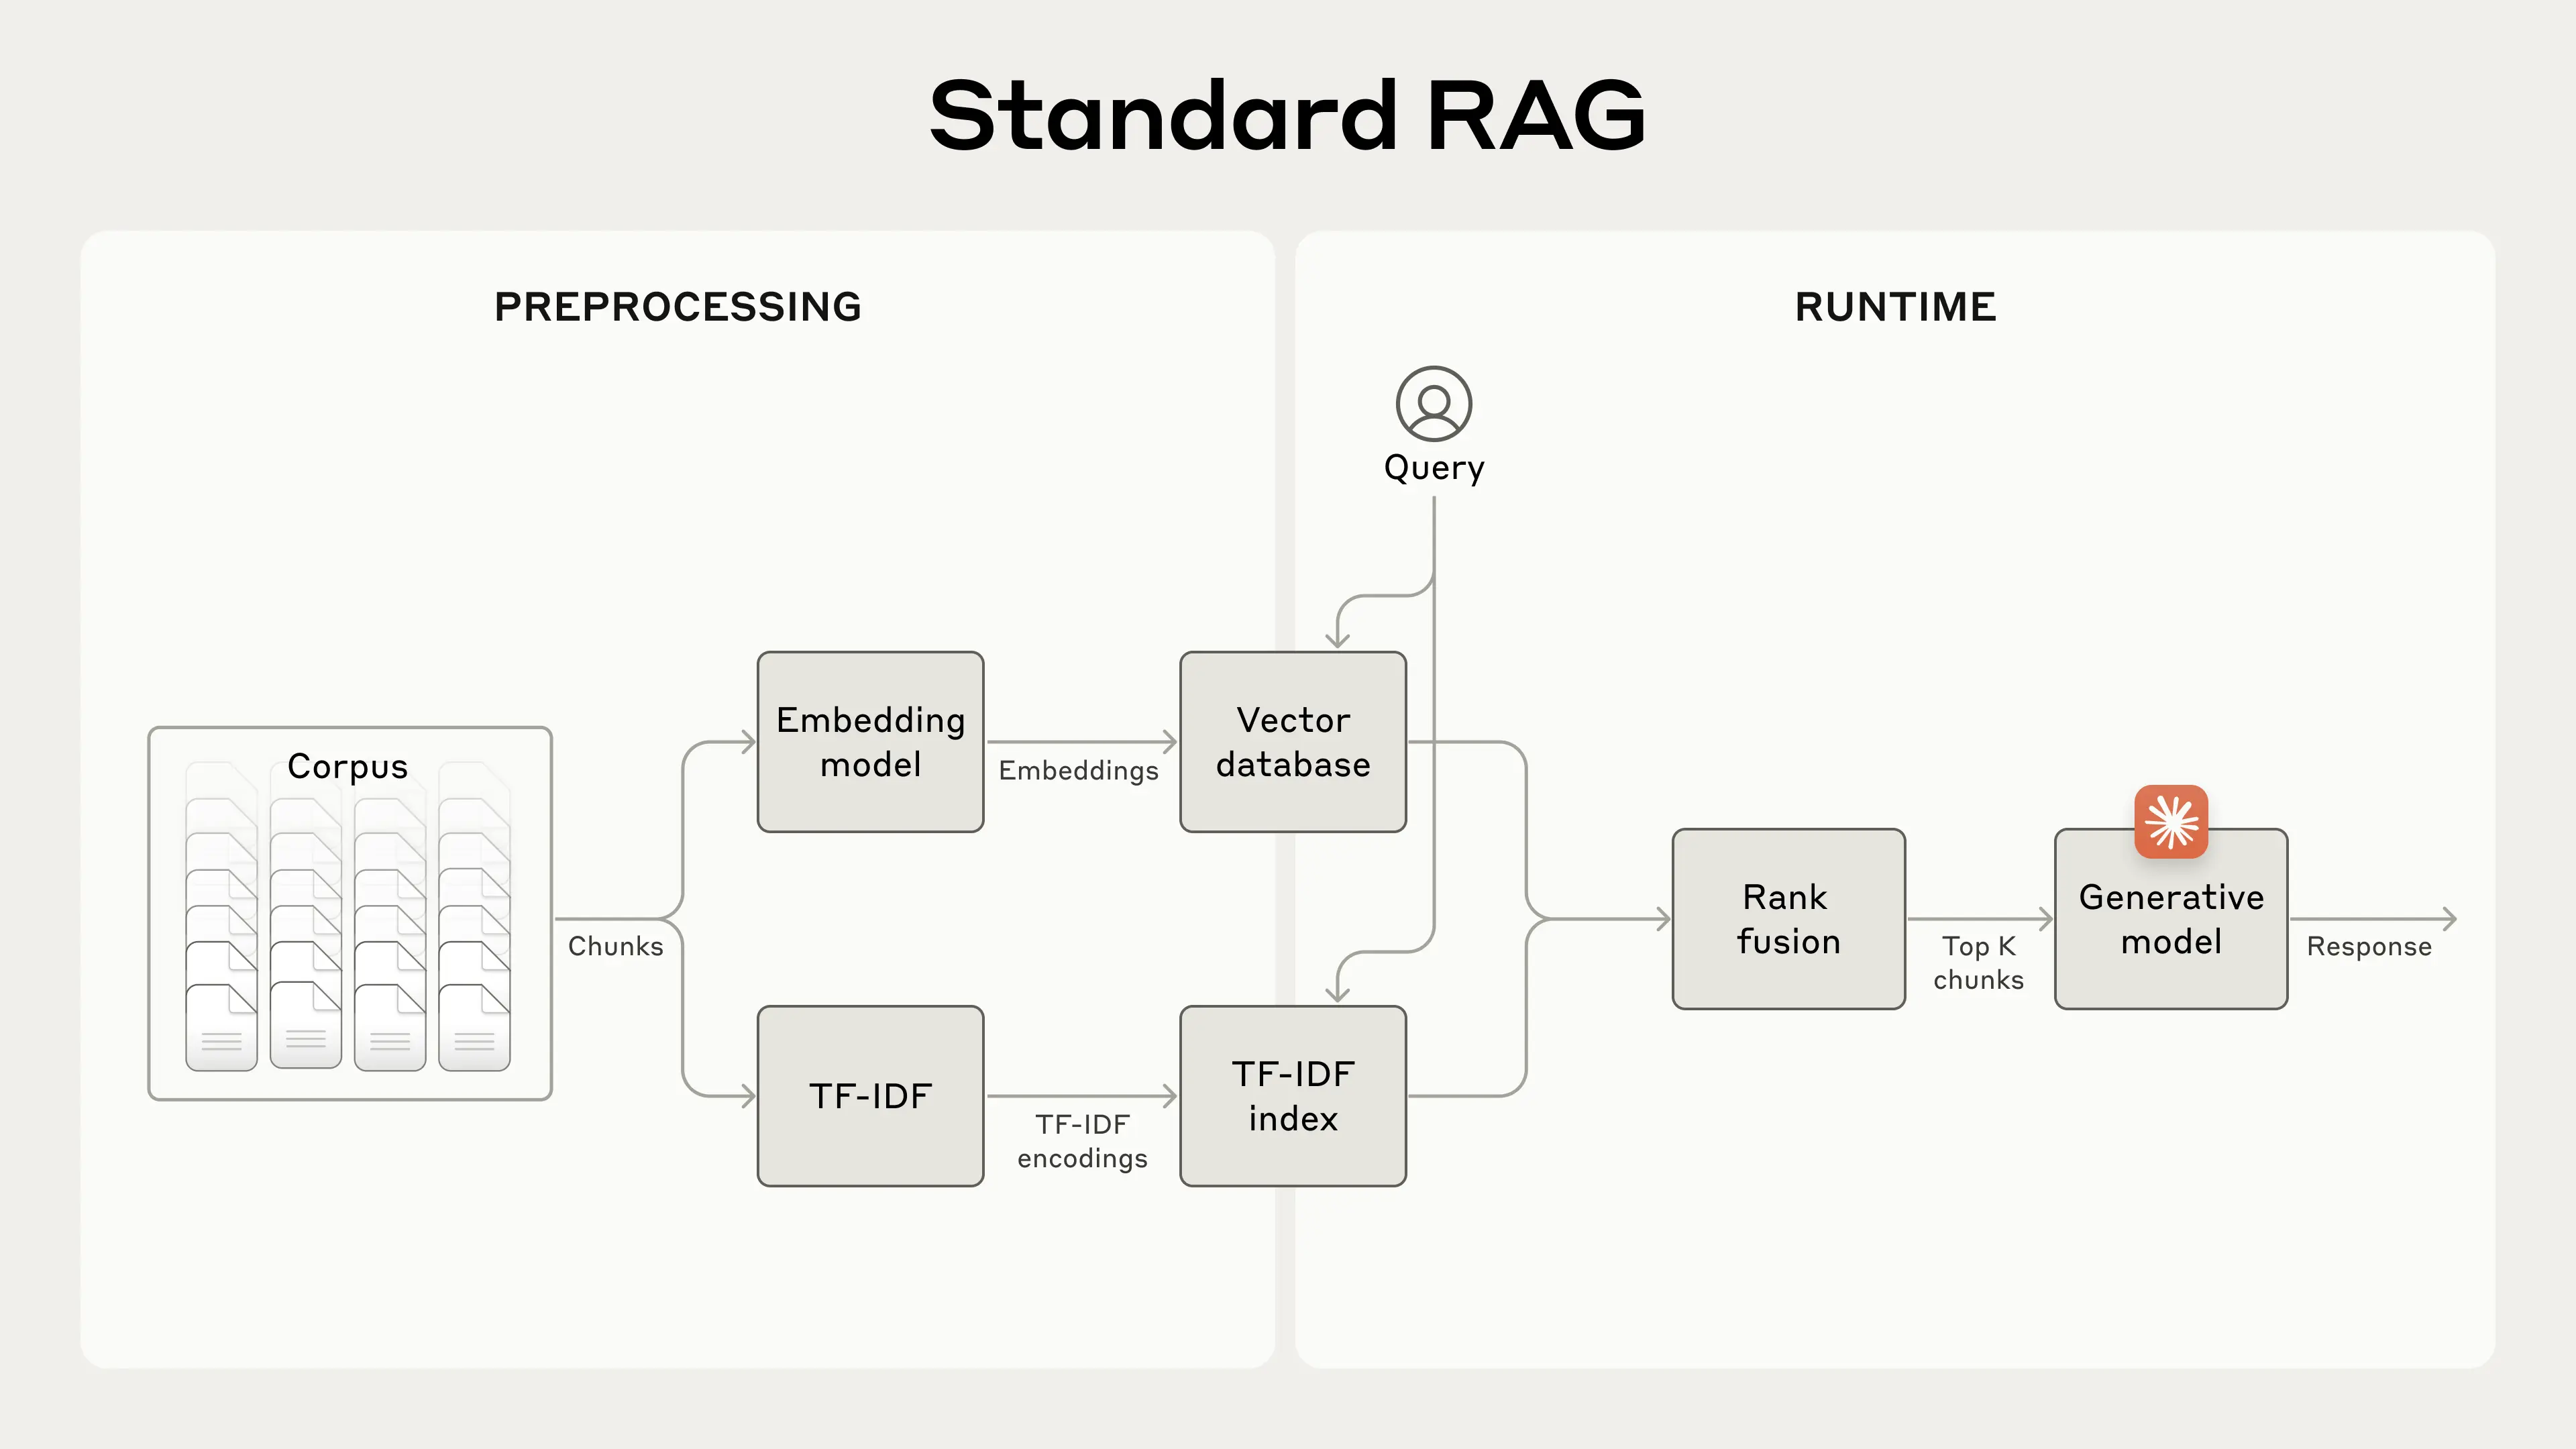 Standard RAG
PREPROCESSING
RUNTIME
Query
Corpus
Chunks
Embedding
model
Embeddings
Vector
database
TF-IDF
TF-IDF
encodings
TF-IDF
index
Rank
fusion
Top K
chunks
Generative
model
Response